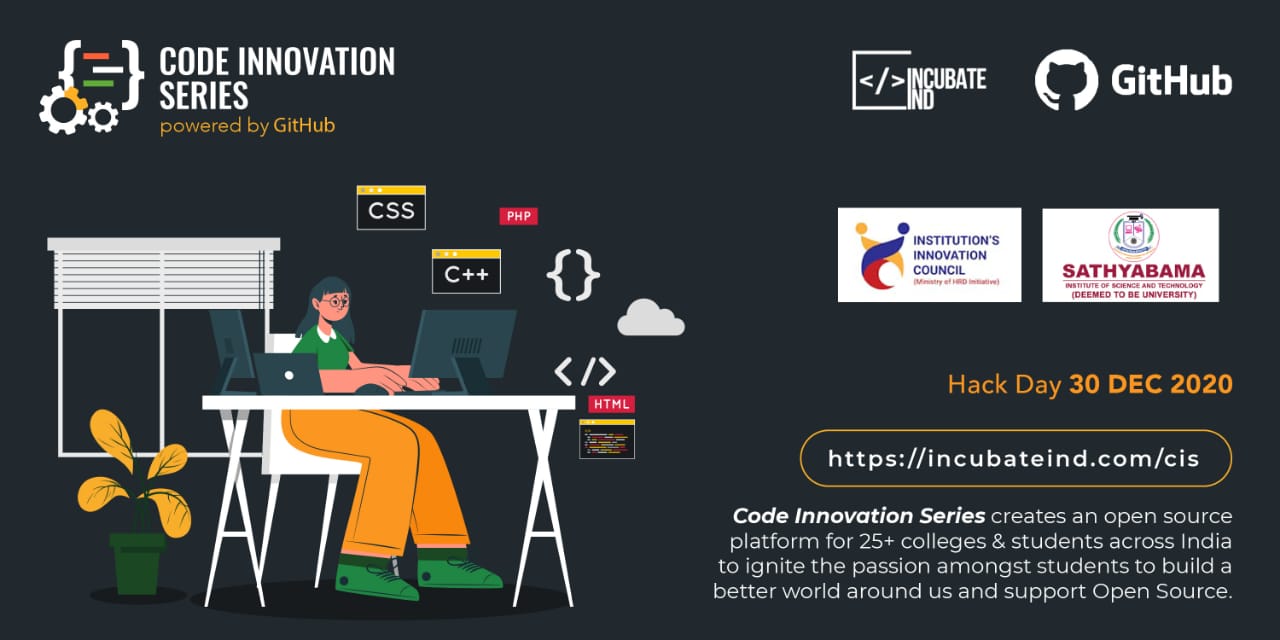 CODE INNOVATION
SERIES
powered by GitHub
</>INCUBATE
IND
GitHub
CSS
PHP
C++
{}
</>
HTML
INSTITUTION'S
INNOVATION
COUNCIL
(Ministry of HRD Initiative)
SATHYABAMA
INSTITUTE OF SCIENCE AND TECHNOLOGY
(DEEMED TO BE UNIVERSITY)
Hack Day 30 DEC 2020
https://incubateind.com/cis
Code Innovation Series creates an open source
platform for 25+ colleges & students across India
to ignite the passion amongst students to build a
better world around us and support Open Source.